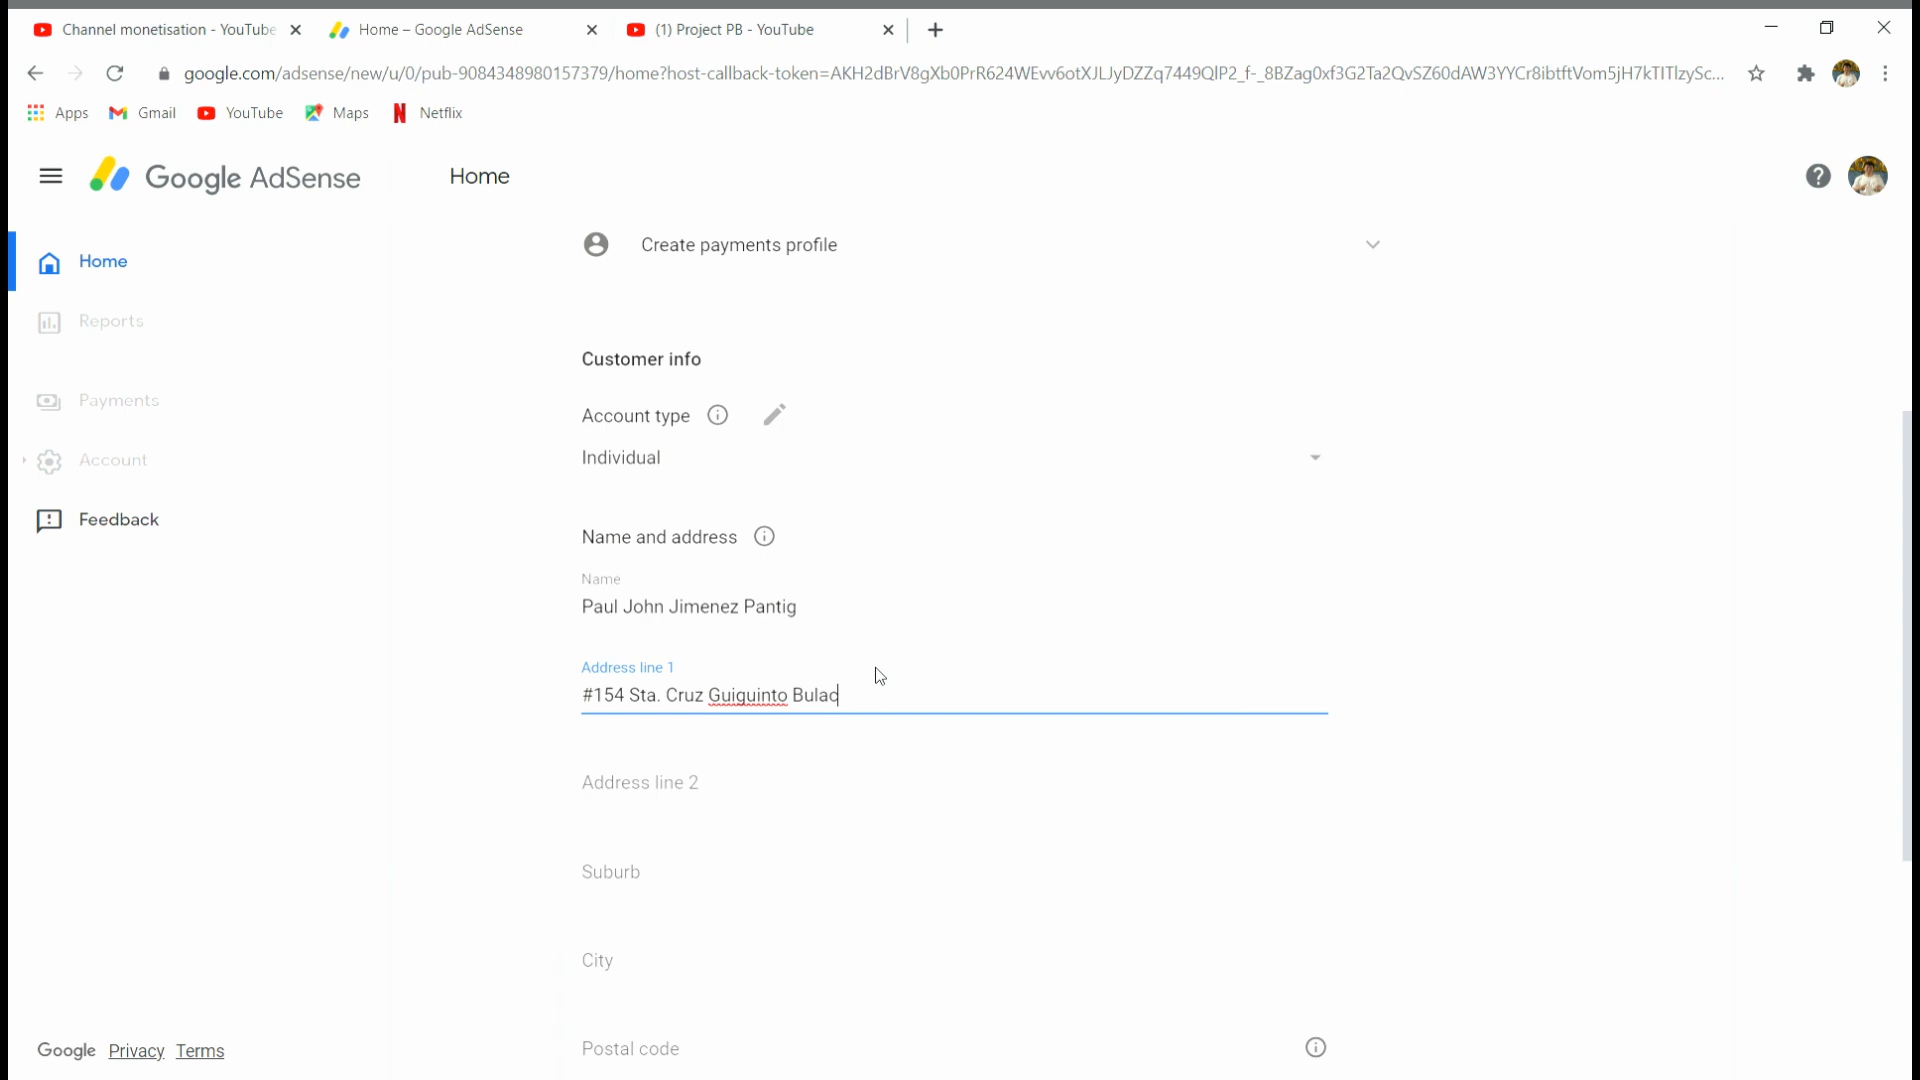 Channel monetisation - YouTube
Home – Google AdSense
(1) Project PB - YouTube
google.com/adsense/new/u/0/pub-9084348980157379/home?host-callback-token=AKH2dBrV8gXb0PrR624WEvv6otXJLJyDZZq7449QlP2_f-_8BZag0xf3G2Ta2QvSZ60dAW3YYCr8ibtftVom5jH7kTITlzySc...
Apps
Gmail
YouTube
Maps
Netflix
Google AdSense
Home
Home
Reports
Payments
Account
Feedback
Create payments profile
Customer info
Account type
Individual
Name and address
Name
Paul John Jimenez Pantig
Address line 1
#154 Sta. Cruz Guiguinto Bulac
Address line 2
Suburb
City
Postal code
Google Privacy Terms